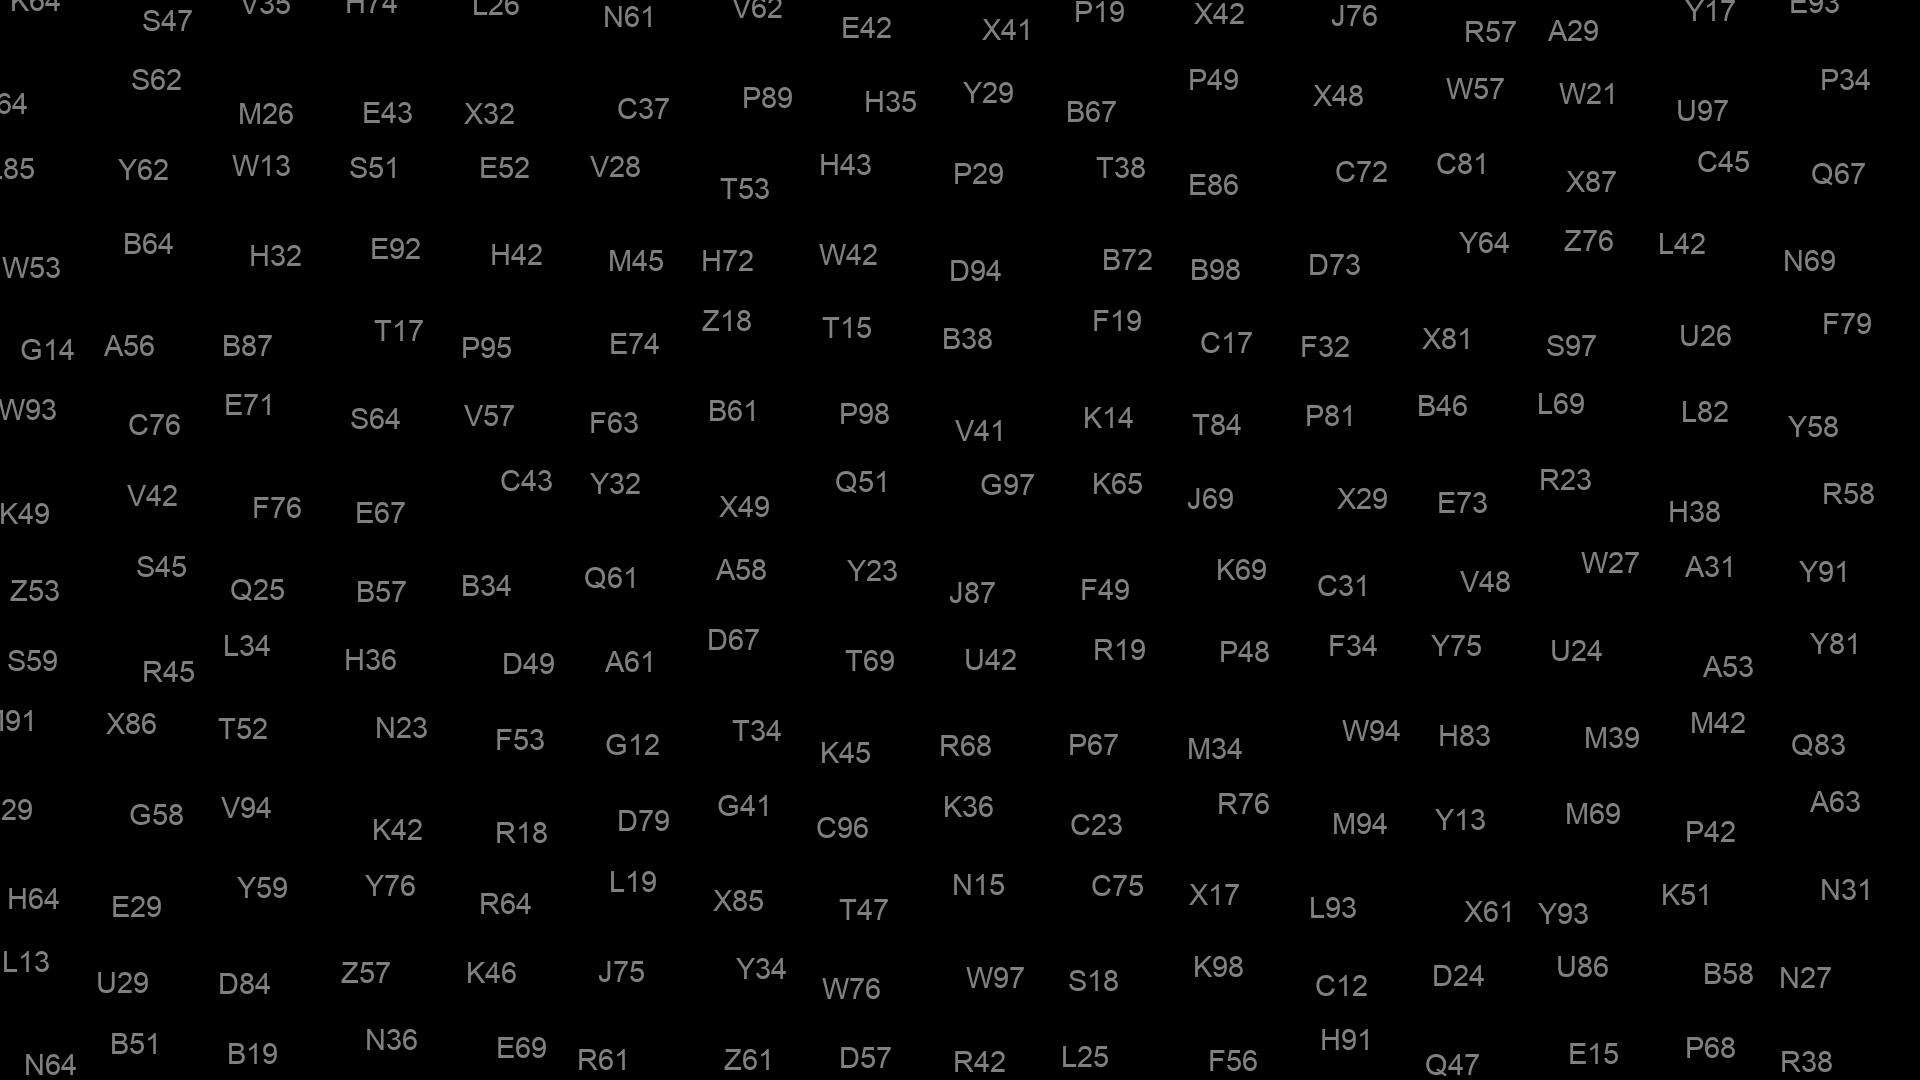 K64 S47 V35 H74 L26 N61 V62 E42 X41 P19 X42 J76 R57 A29 Y17 E93
64 S62 M26 E43 X32 C37 P89 H35 Y29 B67 P49 X48 W57 W21 U97 P34
85 Y62 W13 S51 E52 V28 T53 H43 P29 T38 E86 C72 C81 X87 C45 Q67
W53 B64 H32 E92 H42 M45 H72 W42 D94 B72 B98 D73 Y64 Z76 L42 N69
G14 A56 B87 T17 P95 E74 Z18 T15 B38 F19 C17 F32 X81 S97 U26 F79
W93 C76 E71 S64 V57 F63 B61 P98 V41 K14 T84 P81 B46 L69 L82 Y58
K49 V42 F76 E67 C43 Y32 X49 Q51 G97 K65 J69 X29 E73 R23 H38 R58
Z53 S45 Q25 B57 B34 Q61 A58 Y23 J87 F49 K69 C31 V48 W27 A31 Y91
S59 R45 L34 H36 D49 A61 D67 T69 U42 R19 P48 F34 Y75 U24 A53 Y81
91 X86 T52 N23 F53 G12 T34 K45 R68 P67 M34 W94 H83 M39 M42 Q83
29 G58 V94 K42 R18 D79 G41 C96 K36 C23 R76 M94 Y13 M69 P42 A63
H64 E29 Y59 Y76 R64 L19 X85 T47 N15 C75 X17 L93 X61 Y93 K51 N31
L13 U29 D84 Z57 K46 J75 Y34 W76 W97 S18 K98 C12 D24 U86 B58 N27
N64 B51 B19 N36 E69 R61 Z61 D57 R42 L25 F56 H91 Q47 E15 P68 R38